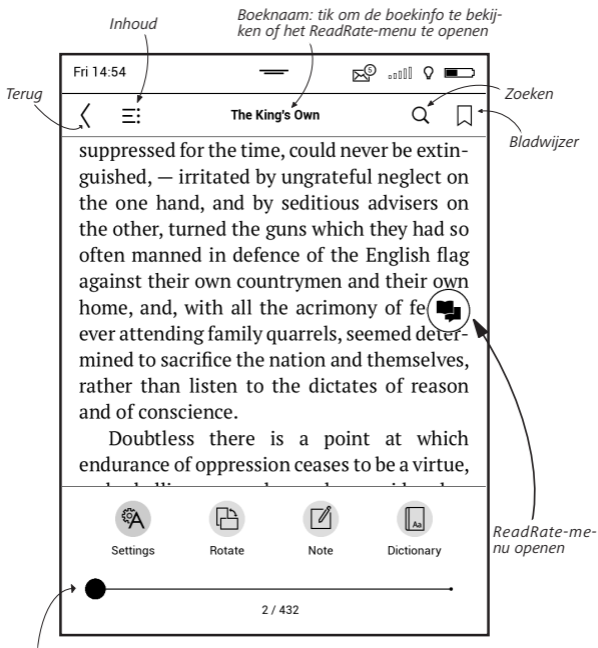 Boeknaam: tik om de boekinfo te bekij-
ken of het ReadRate-menu te openen
Inhoud
Terug
Fri 14:54
5
The King's Own
Zoeken
Bladwijzer
suppressed for the time, could never be extin-
guished, — irritated by ungrateful neglect on
the one hand, and by seditious advisers on
the other, turned the guns which they had so
often manned in defence of the English flag
against their own countrymen and their own
home, and, with all the acrimony of fe
ever attending family quarrels, seemed deter-
mined to sacrifice the nation and themselves,
rather than listen to the dictates of reason
and of conscience.
Doubtless there is a point at which
endurance of oppression ceases to be a virtue,
A
Aa
Settings Rotate Note Dictionary
ReadRate-me-
nu openen
2 / 432